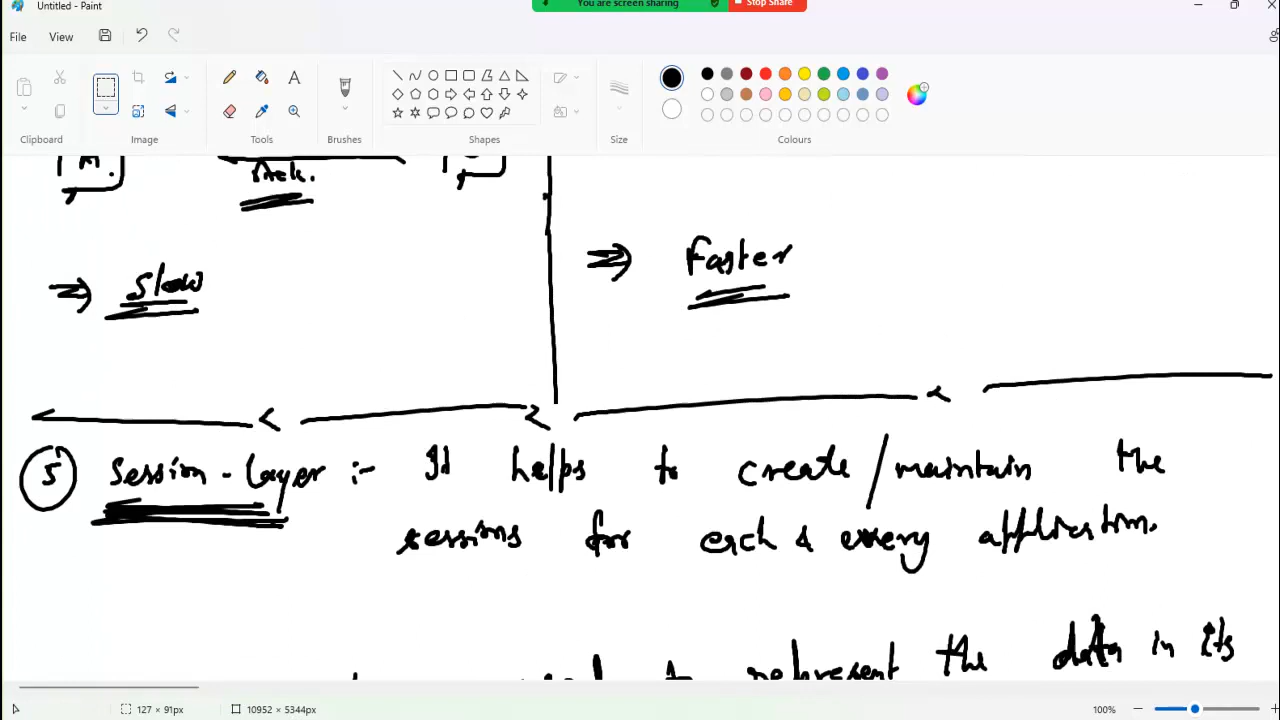 Untitled - Paint
You are screen sharing
Stop Share
File View
Clipboard Image Tools Brushes Shapes Size Colours
Ack.
⇒ Slow
⇒ Faster
5 Session-layer :- It helps to create/maintain the
sessions for each & every application.
to represent the data in its
127 × 91px 10952 × 5344px 100%